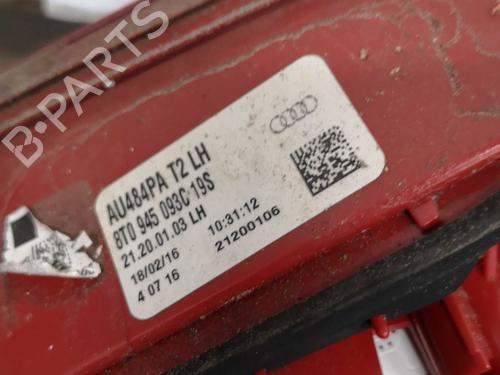 B-PARTS
AU484PA T2 LH
8T0 945 093C 19S
21.20.01.03 LH
18/02/16 10:31:12
4 07 16 21200106